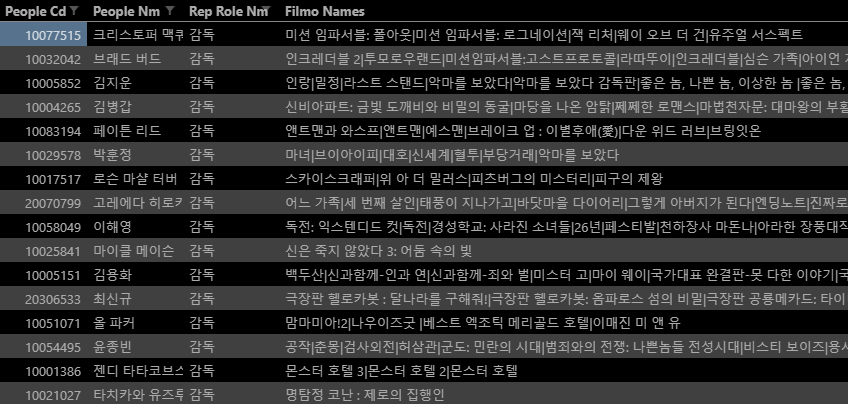 People Cd People Nm Rep Role Nm Filmo Names
10077515 크리스토퍼 맥쿼 감독 미션 임파서블: 폴아웃|미션 임파서블: 로그네이션|잭 리처|웨이 오브 더 건|유주얼 서스펙트
10032042 브래드 버드 감독 인크레더블 2|투모로우랜드|미션임파서블:고스트프로토콜|라따뚜이|인크레더블|심슨 가족|아이언
10005852 김지운 감독 인랑|밀정|라스트 스탠드|악마를 보았다|악마를 보았다 감독판|좋은 놈, 나쁜 놈, 이상한 놈 |좋은 놈,
10004265 김병갑 감독 신비아파트: 금빛 도깨비와 비밀의 동굴|마당을 나온 암탉|쩨쩨한 로맨스|마법천자문: 대마왕의 부활
10083194 페이튼 리드 감독 앤트맨과 와스프|앤트맨|예스맨|브레이크 업 : 이별후애(愛)|다운 위드 러브|브링잇온
10029578 박훈정 감독 마녀|브이아이피|대호|신세계|혈투|부당거래|악마를 보았다
10017517 로슨 마샬 터버 감독 스카이스크래퍼|위 아 더 밀러스|피츠버그의 미스터리|피구의 제왕
20070799 고레에다 히로카 감독 어느 가족|세 번째 살인|태풍이 지나가고|바닷마을 다이어리|그렇게 아버지가 된다|엔딩노트|진짜로
10058049 이해영 감독 독전: 익스텐디드 컷|독전|경성학교: 사라진 소녀들|26년|페스티발|천하장사 마돈나|아라한 장풍대작
10025841 마이클 메이슨 감독 신은 죽지 않았다 3: 어둠 속의 빛
10005151 김용화 감독 백두산|신과함께-인과 연|신과함께-죄와 벌|미스터 고|마이 웨이|국가대표 완결판-못 다한 이야기|국
20306533 최신규 감독 극장판 헬로카봇 : 달나라를 구해줘!|극장판 헬로카봇: 옴파로스 섬의 비밀|극장판 공룡메카드: 타이
10051071 올 파커 감독 맘마미아!2|나우이즈굿 |베스트 엑조틱 메리골드 호텔|이매진 미 앤 유
10054495 윤종빈 감독 공작|춘몽|검사외전|허삼관|군도: 민란의 시대|범죄와의 전쟁: 나쁜놈들 전성시대|비스티 보이즈|용서
10001386 젠디 타타코브스 감독 몬스터 호텔 3|몬스터 호텔 2|몬스터 호텔
10021027 타치카와 유즈루 감독 명탐정 코난 : 제로의 집행인